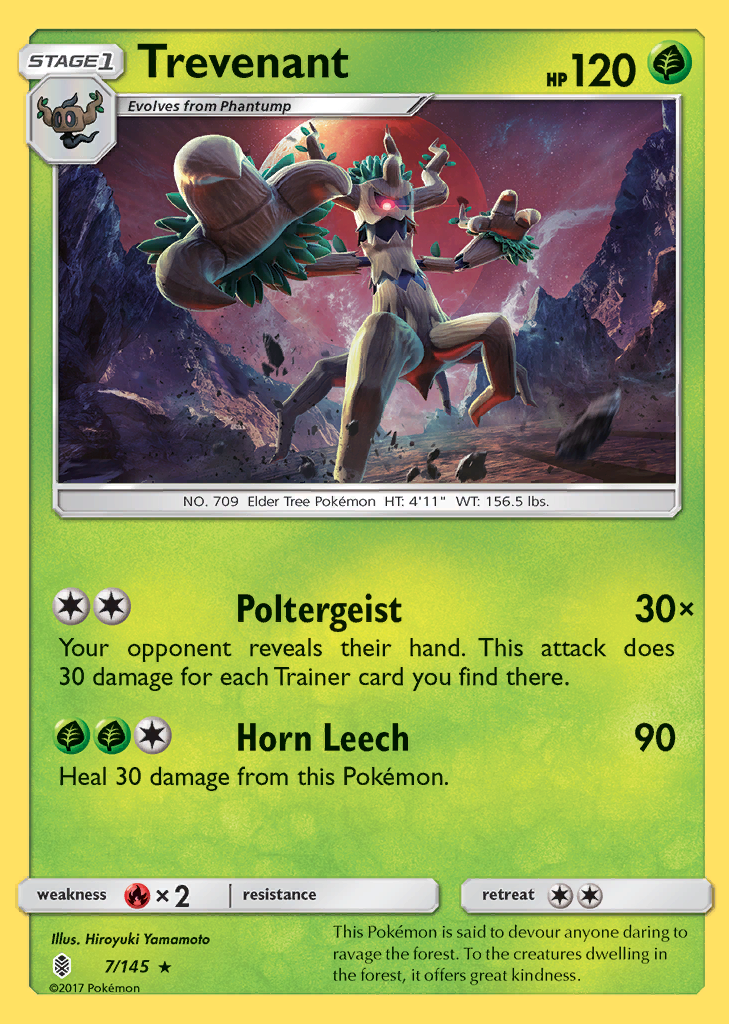 STAGE1
Trevenant
HP 120
Evolves from Phantump
NO. 709 Elder Tree Pokémon HT: 4'11" WT: 156.5 lbs.
Poltergeist 30×
Your opponent reveals their hand. This attack does
30 damage for each Trainer card you find there.
Horn Leech 90
Heal 30 damage from this Pokémon.
weakness × 2 resistance retreat
Illus. Hiroyuki Yamamoto
7/145 ★
©2017 Pokémon
This Pokémon is said to devour anyone daring to
ravage the forest. To the creatures dwelling in
the forest, it offers great kindness.